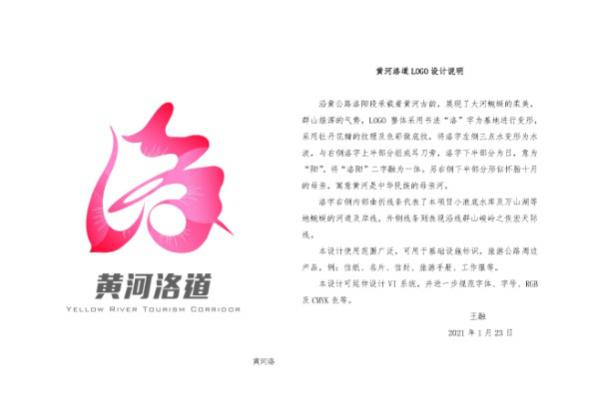 黄河洛道
YELLOW RIVER TOURISM CORRIDOR
黄河洛
黄河洛道 LOGO 设计说明
沿黄公路洛阳段承载着黄河古韵,展现了大河蜿蜒的柔美,
群山雄浑的气势。LOGO 整体采用书法“洛”字为基地进行变形,
采用牡丹花瓣的纹理及色彩做底纹。将洛字左侧三点水变形为水
波,与右侧洛字上半部分组成耳刀旁,洛字下半部分为日,意为
“阳”,将“洛阳”二字融为一体。另右侧下半部分形似怀胎十月
的母亲,寓意黄河是中华民族的母亲河。
洛字右侧内部曲折线条代表了本项目小浪底水库及万山湖等
地蜿蜒的河道及岸线。外侧线条则表现沿线群山峻岭之恢宏天际
线。
本设计使用范围广泛,可用于基础设施标识,旅游公路周边
产品。例:信纸、名片、信封、旅游手册、工作服等。
本设计可延伸设计 VI 系统。并进一步规范字体、字号、RGB
及 CMYK 色等。
王融
2021 年 1 月 23 日